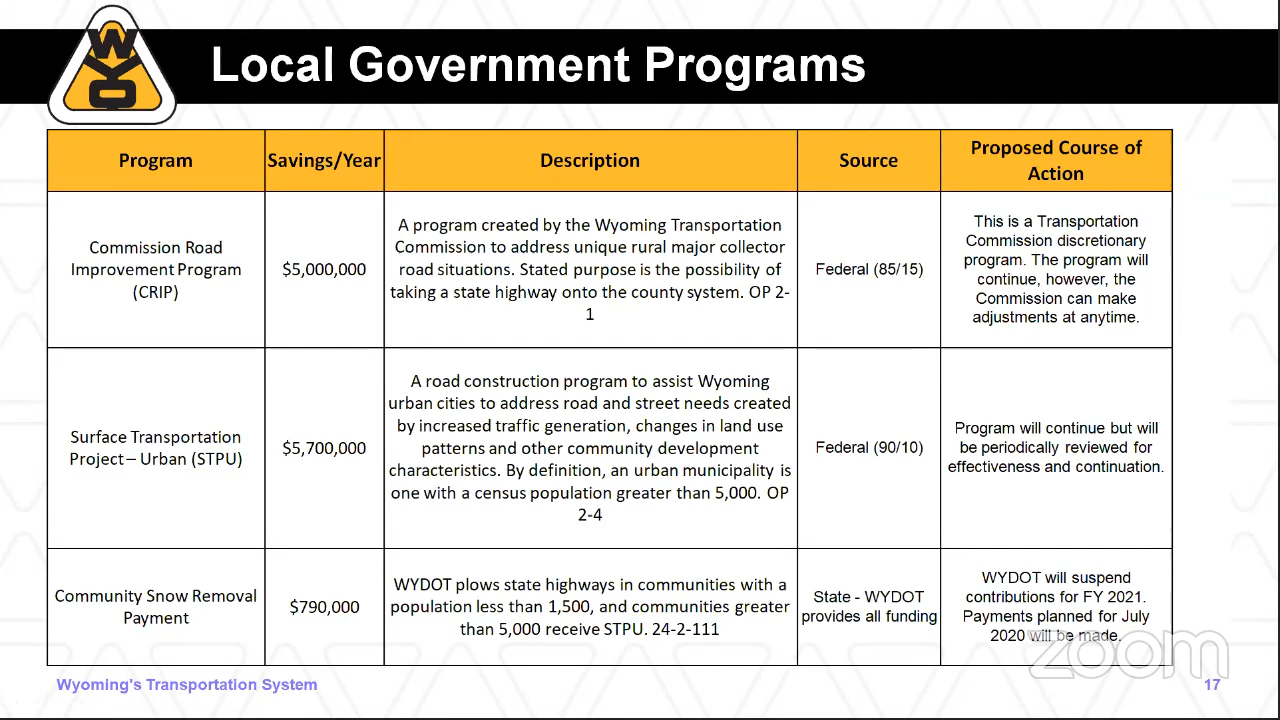 WYO
Local Government Programs
Program
Savings/Year
Description
Source
Proposed Course of
Action
Commission Road
Improvement Program
(CRIP)
$5,000,000
A program created by the Wyoming Transportation
Commission to address unique rural major collector
road situations. Stated purpose is the possibility of
taking a state highway onto the county system. OP 2-
1
Federal (85/15)
This is a Transportation
Commission discretionary
program. The program will
continue, however, the
Commission can make
adjustments at anytime.
Surface Transportation
Project – Urban (STPU)
$5,700,000
A road construction program to assist Wyoming
urban cities to address road and street needs created
by increased traffic generation, changes in land use
patterns and other community development
characteristics. By definition, an urban municipality is
one with a census population greater than 5,000. OP
2-4
Federal (90/10)
Program will continue but will
be periodically reviewed for
effectiveness and continuation.
Community Snow Removal
Payment
$790,000
WYDOT plows state highways in communities with a
population less than 1,500, and communities greater
than 5,000 receive STPU. 24-2-111
State - WYDOT
provides all funding
WYDOT will suspend
contributions for FY 2021.
Payments planned for July
2020 will be made.
zoom
Wyoming's Transportation System
17